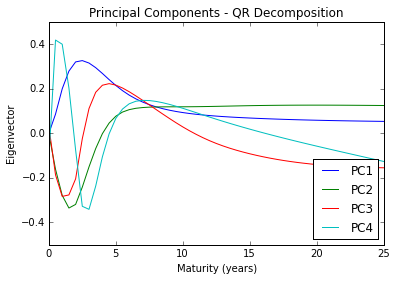 Principal Components - QR Decomposition
Eigenvector
0.4
0.2
0.0
−0.2
−0.4
0
5
10
15
20
25
Maturity (years)
PC1
PC2
PC3
PC4